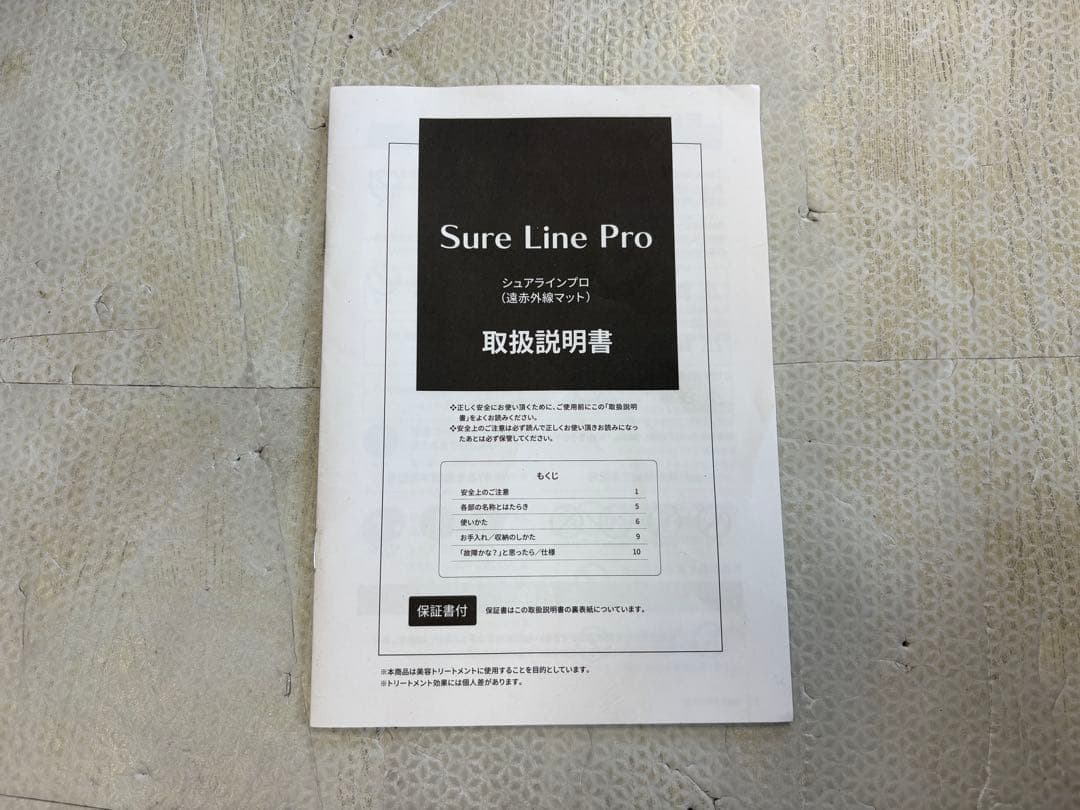 Sure Line Pro
シュアラインプロ
（遠赤外線マット）
取扱説明書
❖正しく安全にお使い頂くために、ご使用前にこの「取扱説明
書」をよくお読みください。
❖安全上のご注意は必ず読んで正しくお使い頂きお読みになっ
たあとは必ず保管してください。
もくじ
安全上のご注意 1
各部の名称とはたらき 5
使いかた 6
お手入れ／収納のしかた 9
「故障かな？」と思ったら／仕様 10
保証書付 保証書はこの取扱説明書の裏表紙についています。
※本商品は美容トリートメントに使用することを目的としています。
※トリートメント効果には個人差があります。